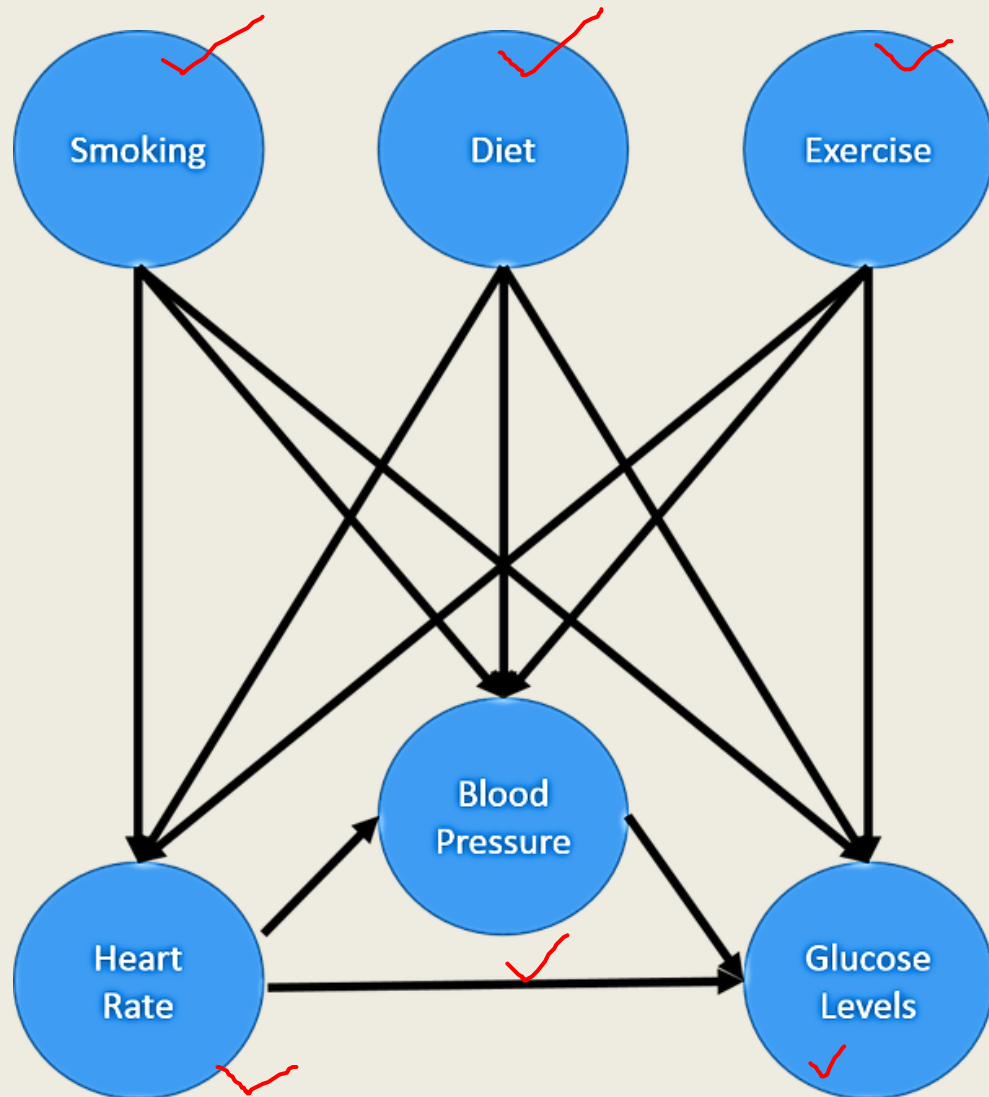 Smoking
Diet
Exercise
Blood
Pressure
Heart
Rate
Glucose
Levels